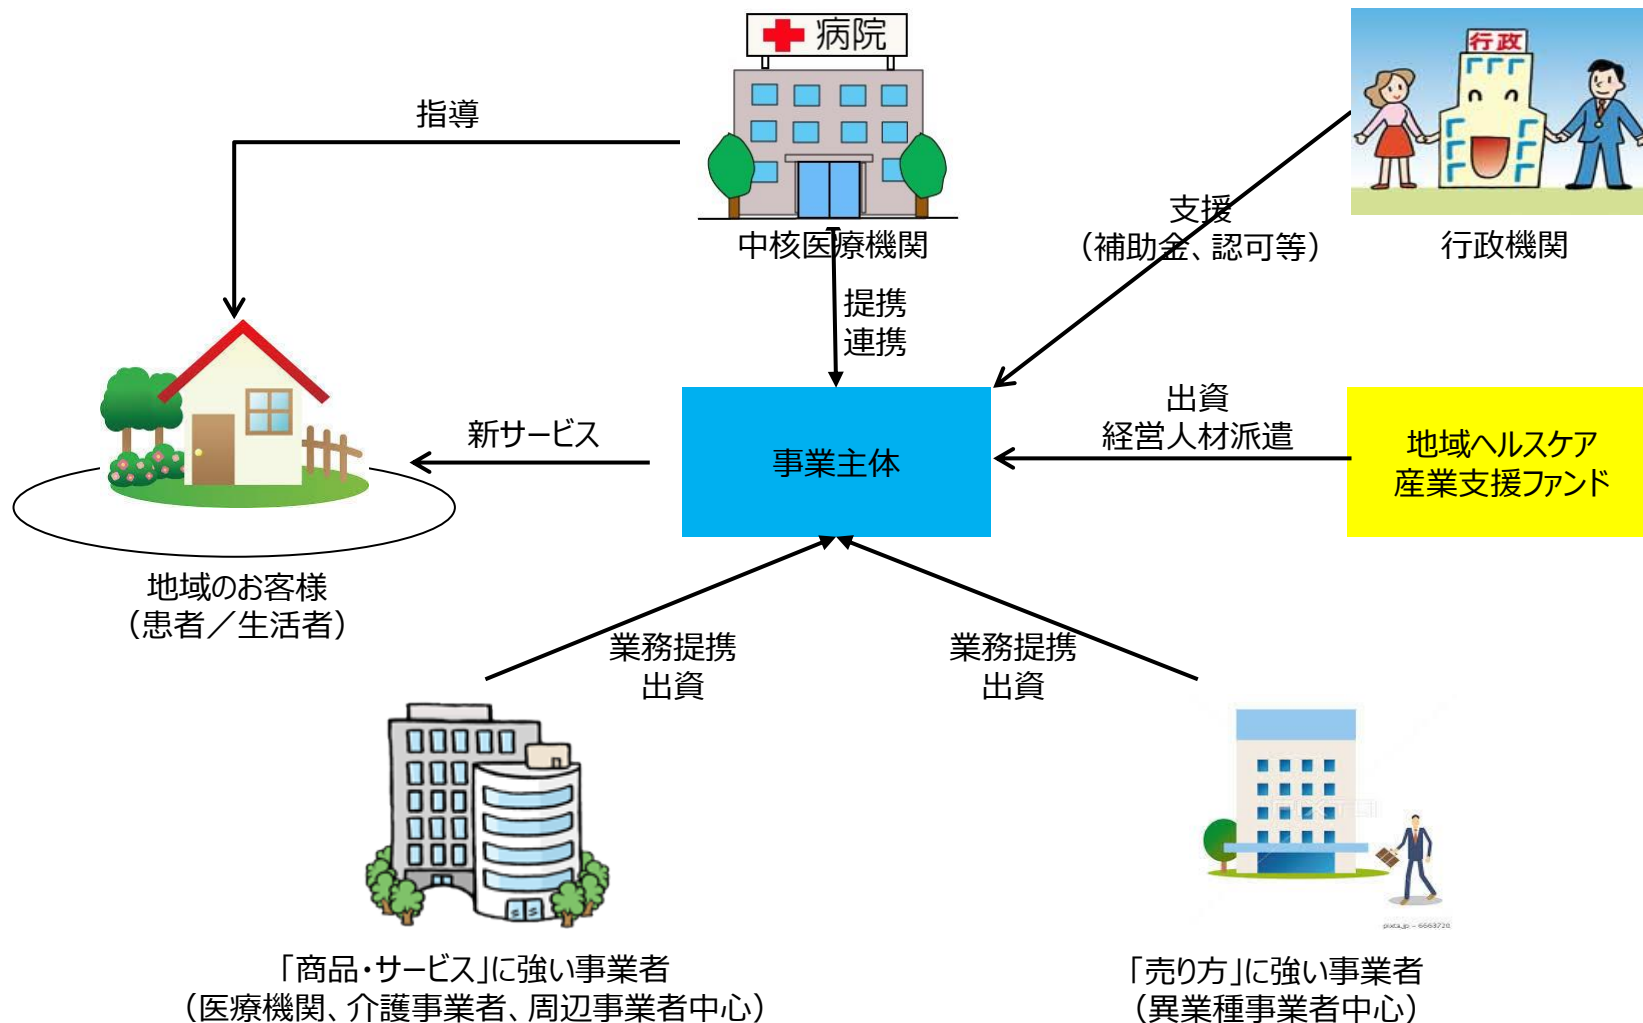 病院
行政
指導
支援
（補助金、認可等）
中核医療機関
行政機関
提携
連携
新サービス
事業主体
出資
経営人材派遣
地域ヘルスケア
産業支援ファンド
地域のお客様
（患者／生活者）
業務提携
出資
業務提携
出資
「商品・サービス」に強い事業者
（医療機関、介護事業者、周辺事業者中心）
pixta.jp - 6663720
「売り方」に強い事業者
（異業種事業者中心）